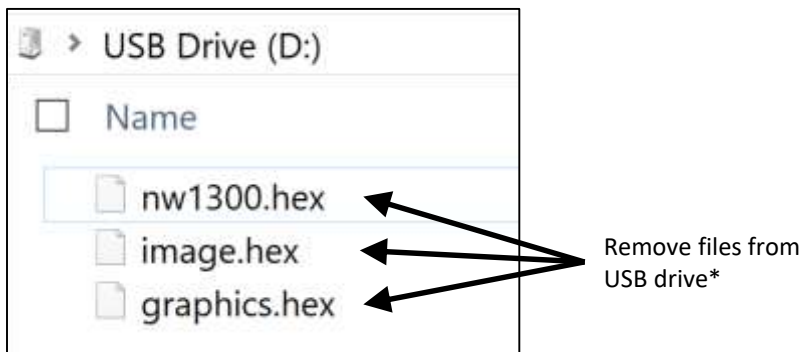 > USB Drive (D:)
Name
nw1300.hex
image.hex
graphics.hex
Remove files from
USB drive*